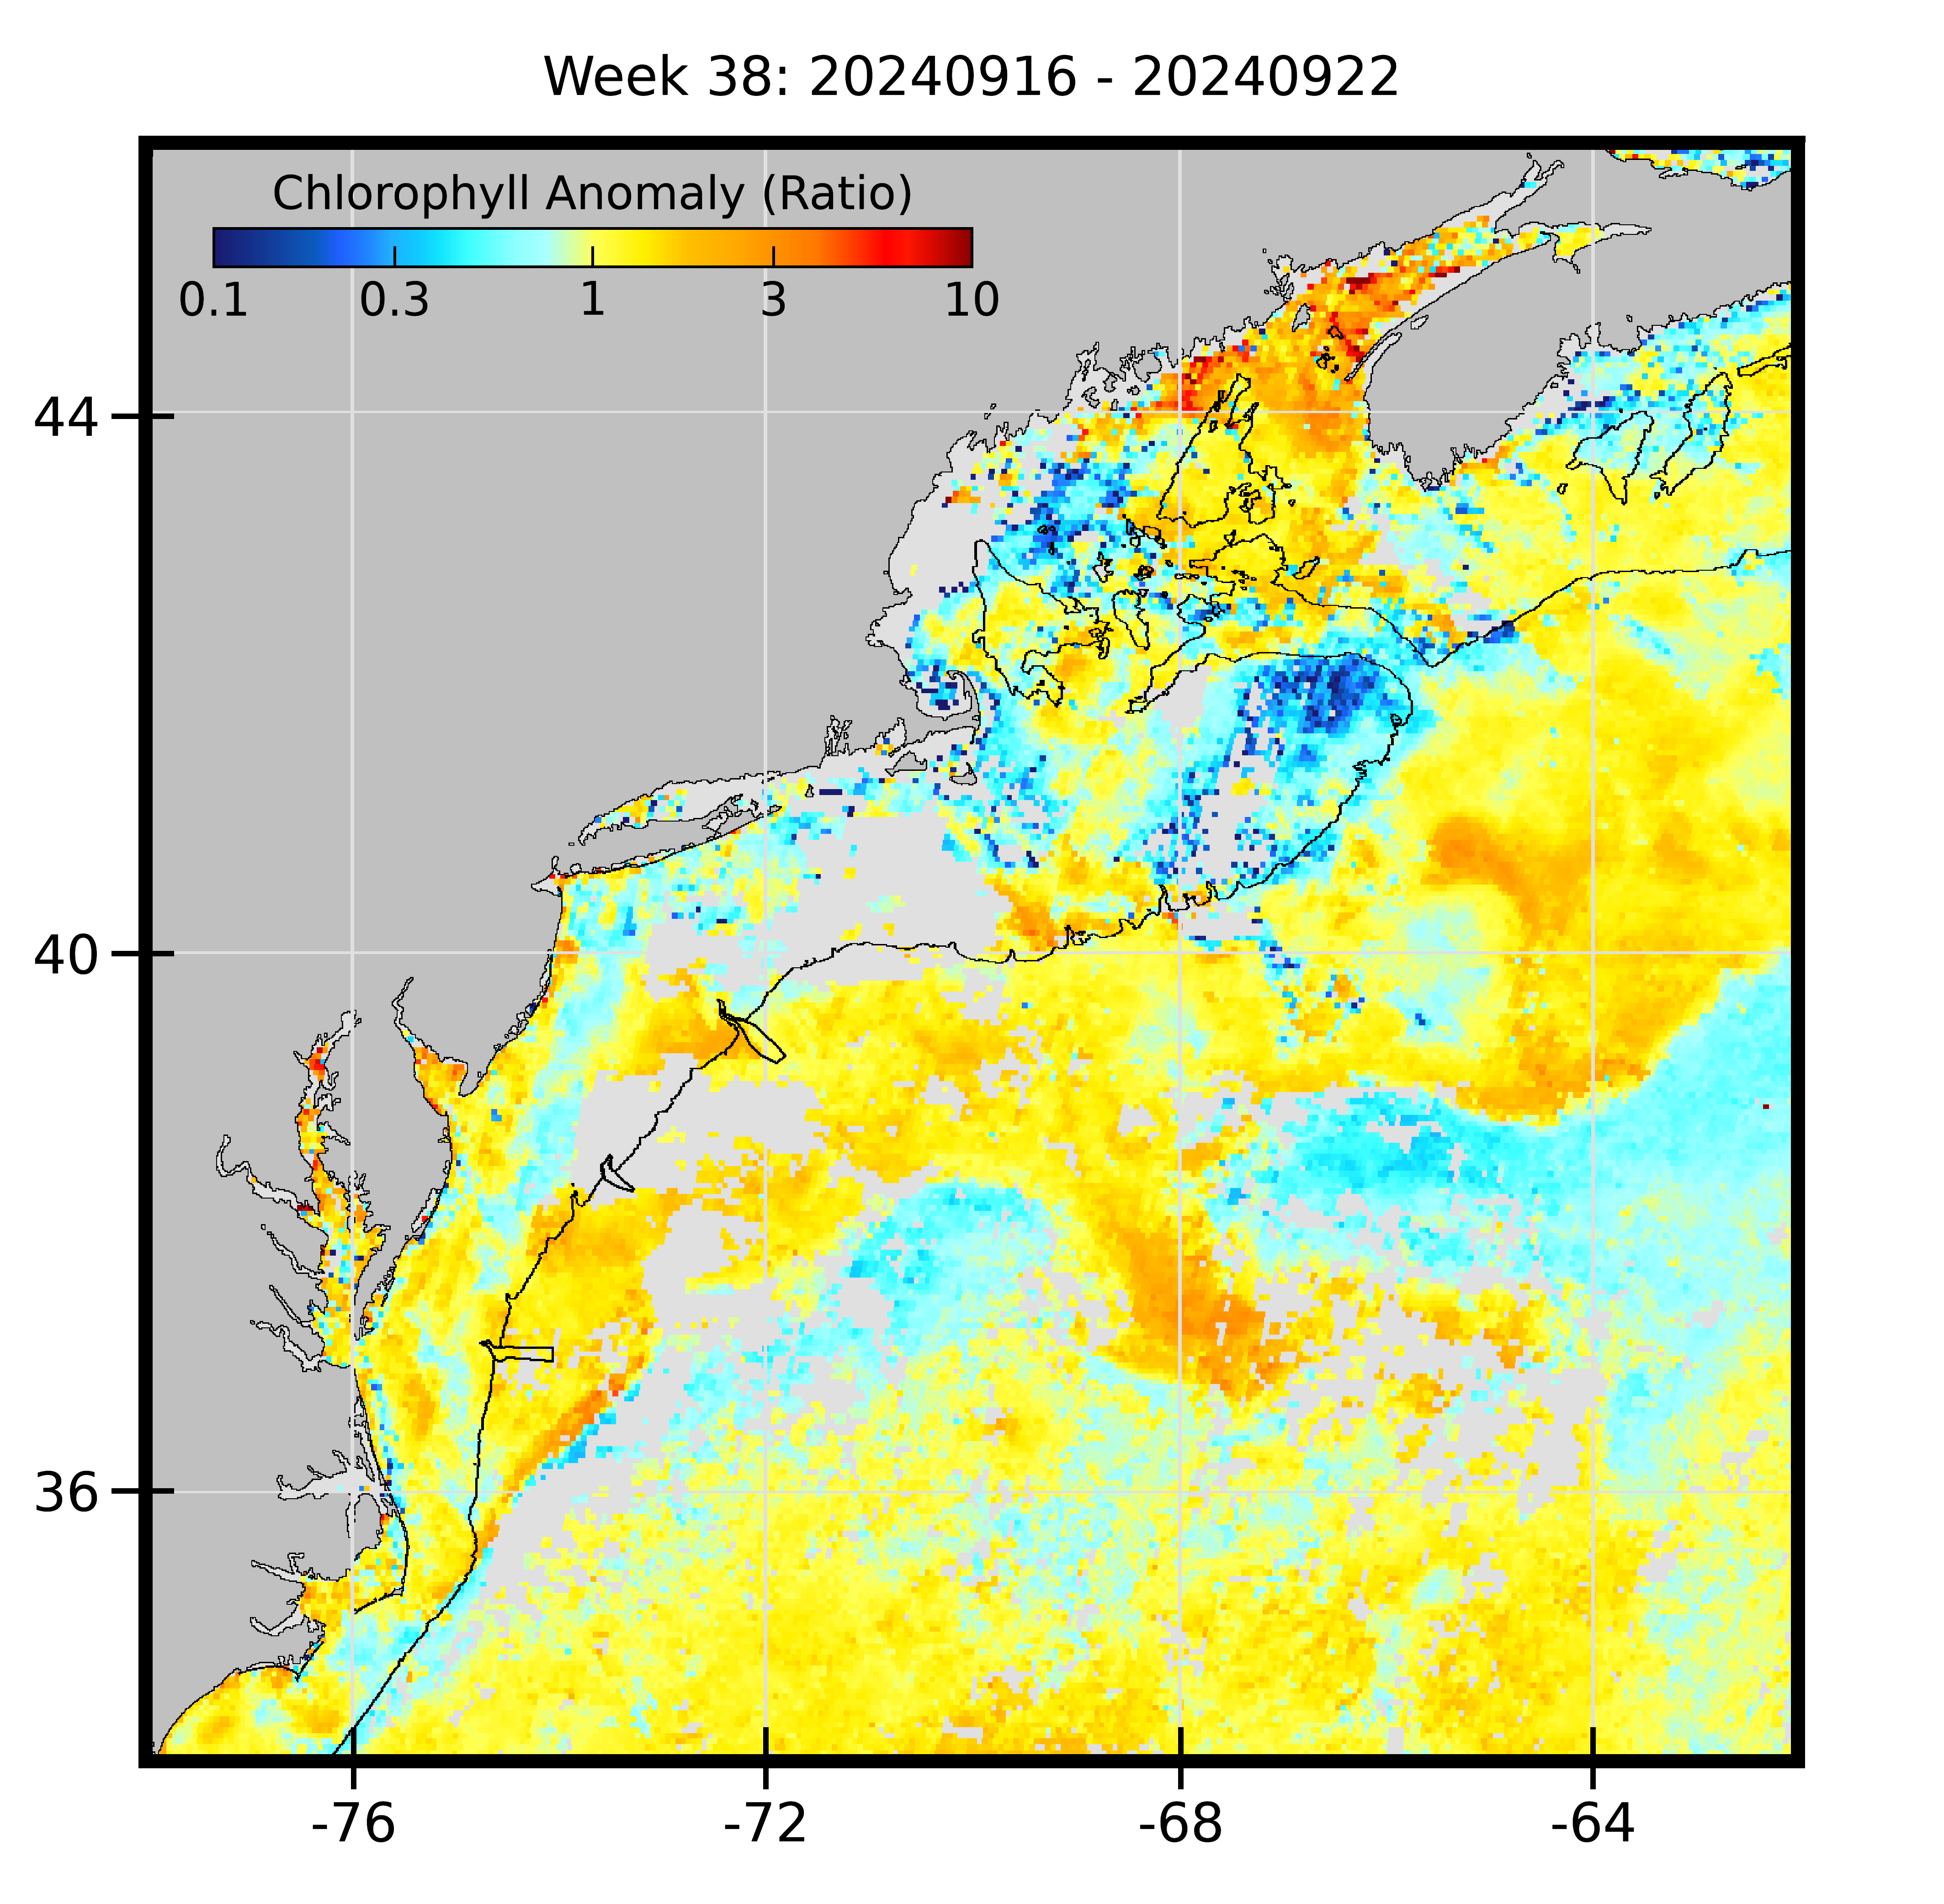 Week 38: 20240916 - 20240922
Chlorophyll Anomaly (Ratio)
0.1 0.3 1 3 10
44
40
36
-76 -72 -68 -64